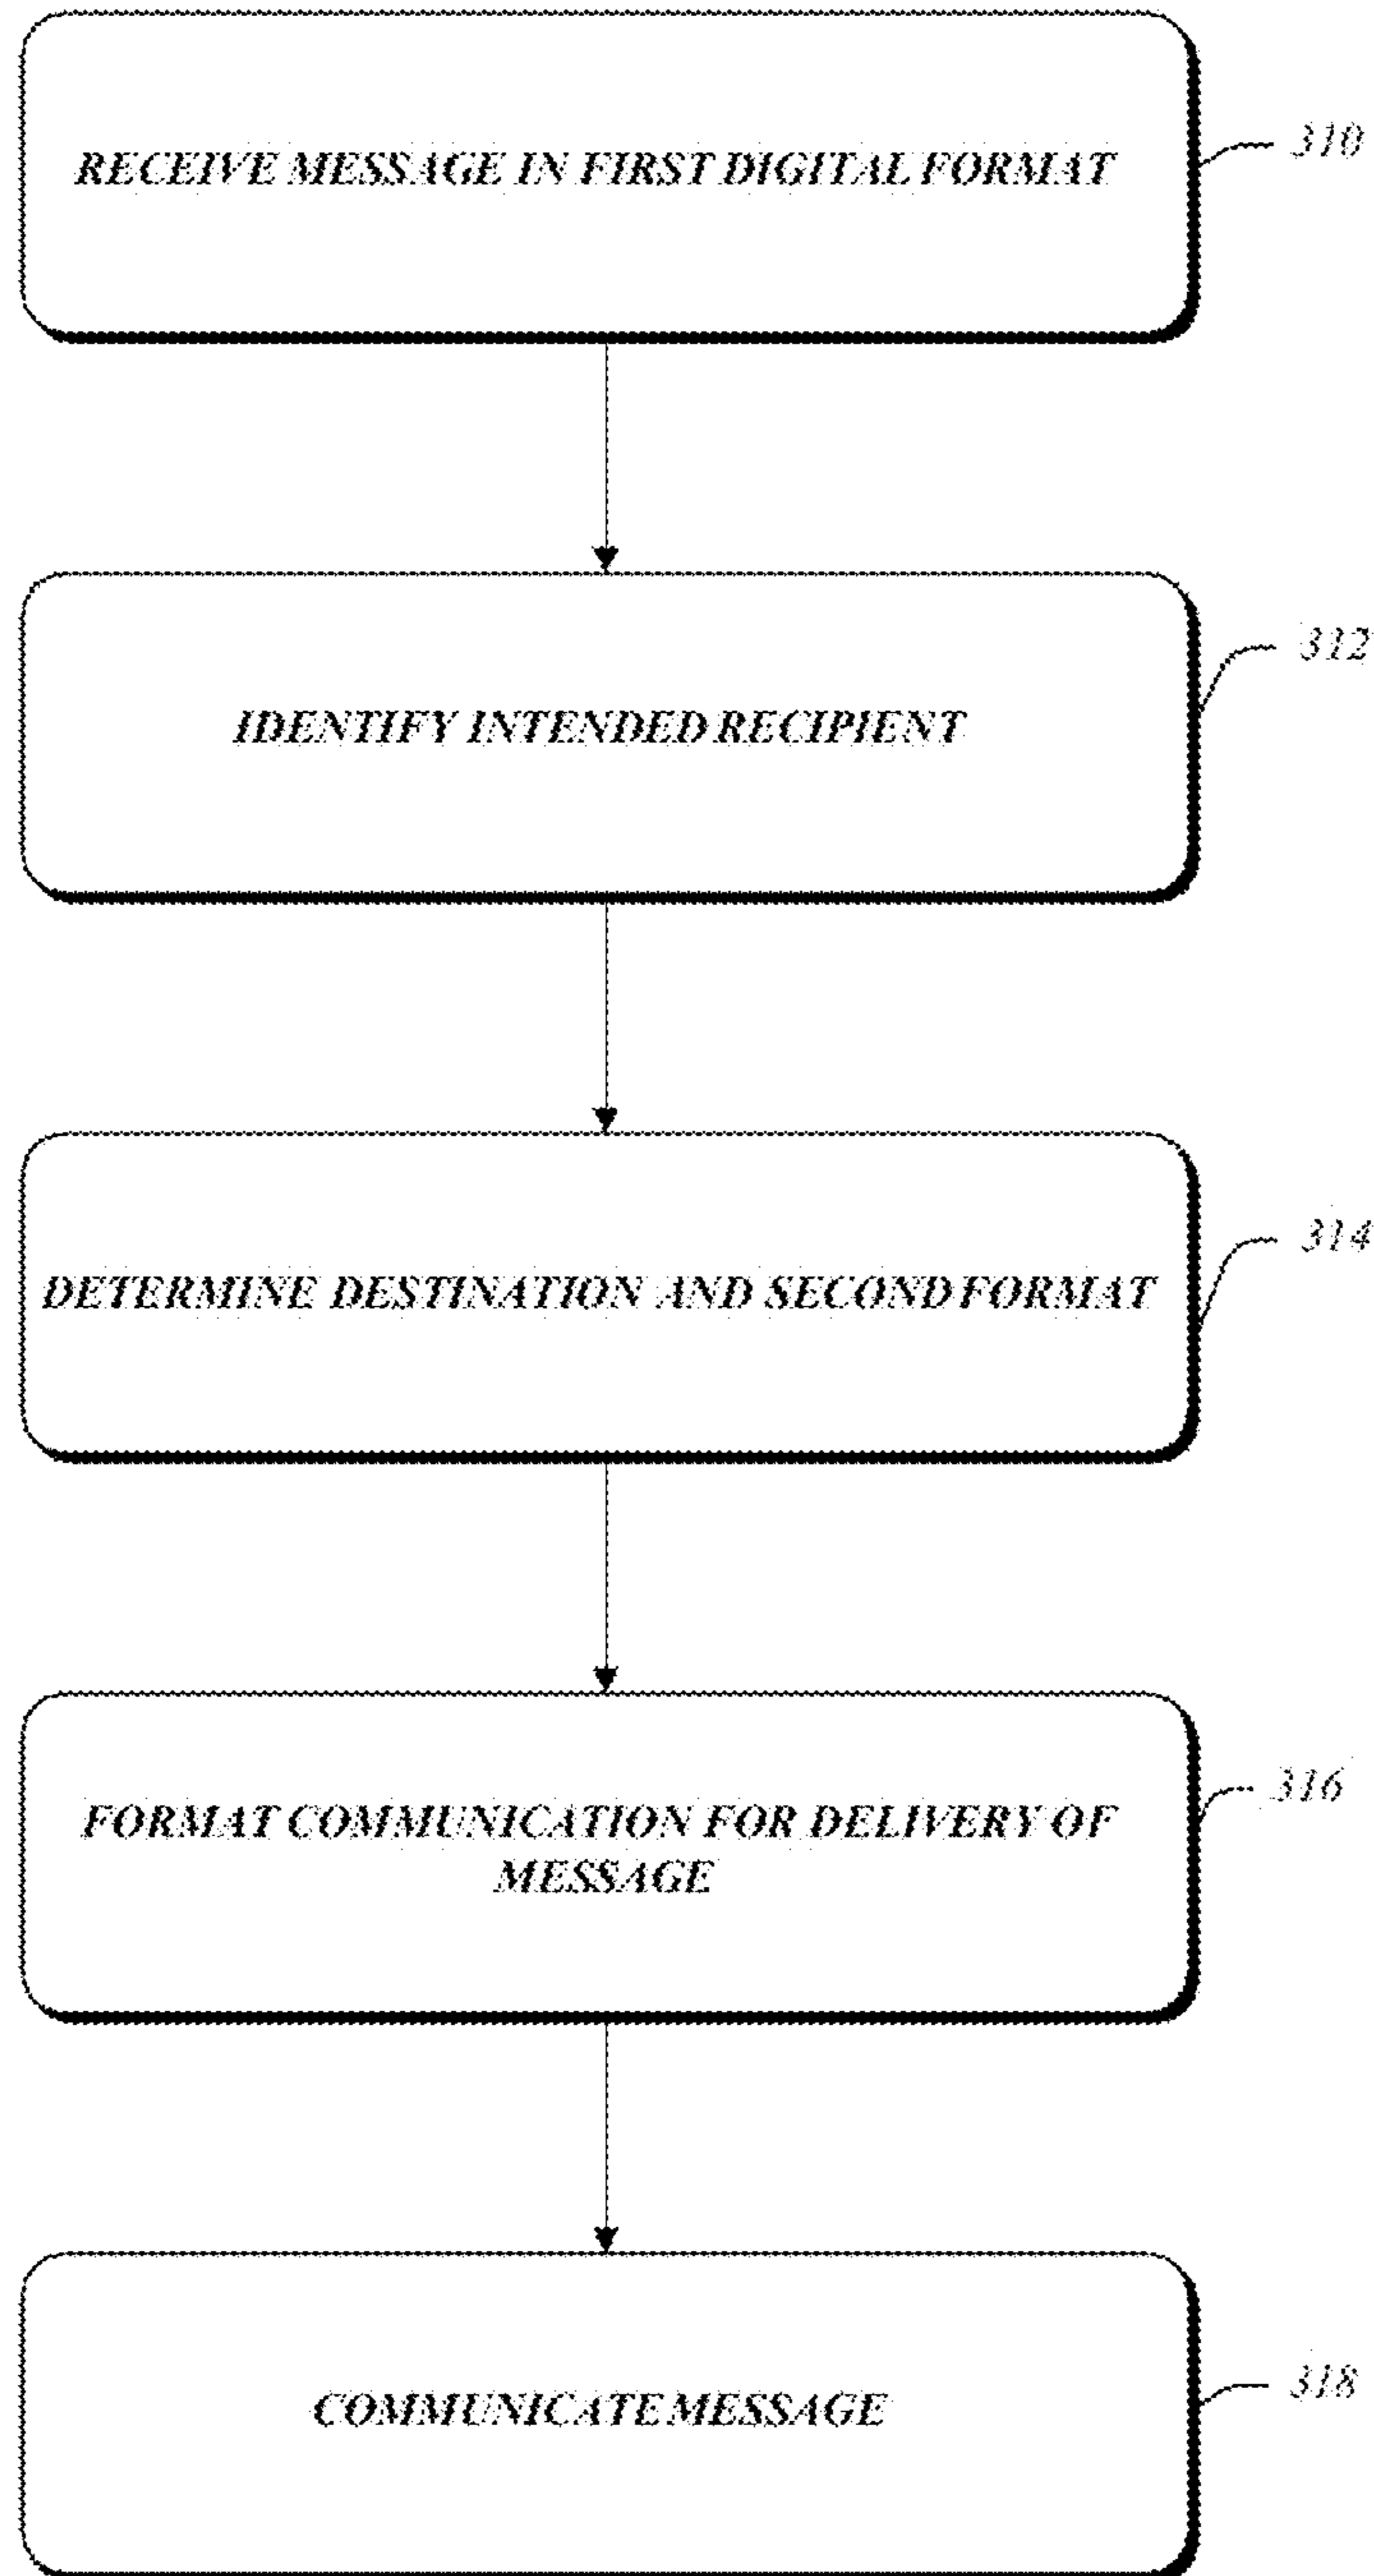 RECEIVE MESSAGE IN FIRST DIGITAL FORMAT
310
IDENTIFY INTENDED RECIPIENT
312
DETERMINE DESTINATION AND SECOND FORMAT
314
FORMAT COMMUNICATION FOR DELIVERY OF
MESSAGE
316
COMMUNICATE MESSAGE
318